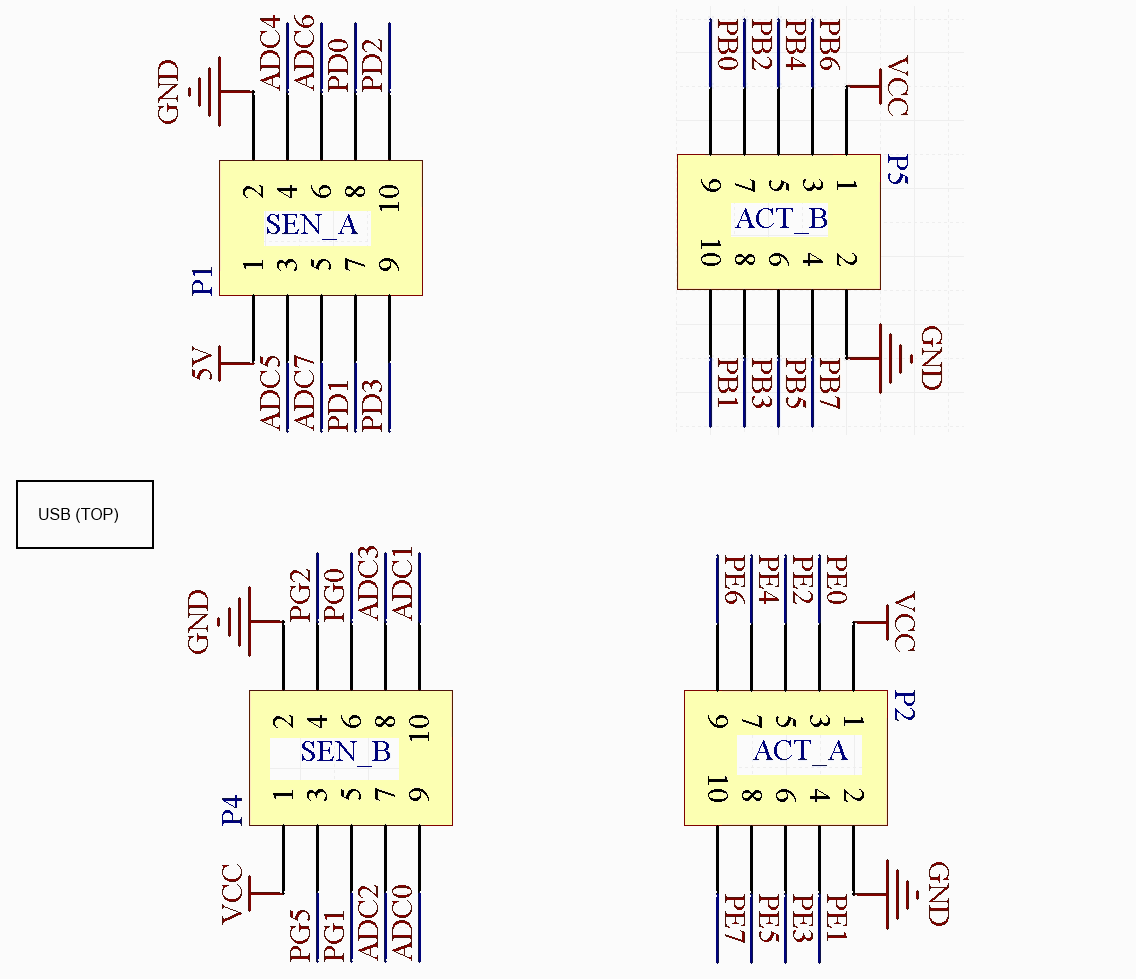 GND
ADC4
ADC6
PD0
PD2
2
4
6
8
10
SEN_A
1
3
5
7
9
P1
5V
ADC5
ADC7
PD1
PD3
PB0
PB2
PB4
PB6
VCC
P5
9
7
5
3
1
ACT_B
10
8
6
4
2
PB1
PB3
PB5
PB7
GND
USB (TOP)
GND
PG2
PG0
ADC3
ADC1
2
4
6
8
10
SEN_B
1
3
5
7
9
P4
VCC
PG5
PG1
ADC2
ADC0
PE6
PE4
PE2
PE0
VCC
P2
9
7
5
3
1
ACT_A
10
8
6
4
2
PE7
PE5
PE3
PE1
GND